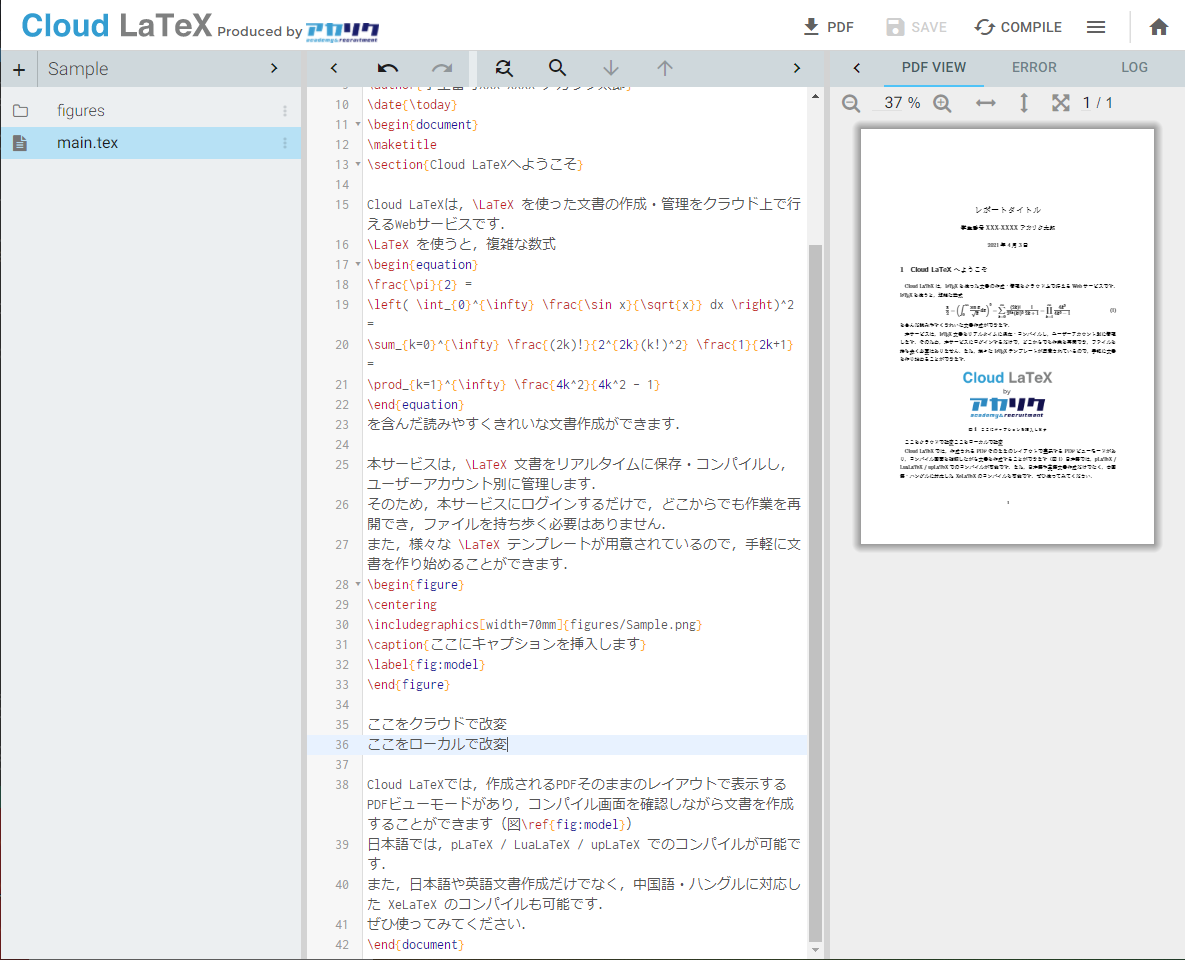 Cloud LaTeX Produced by アカリク
academy&recruitment
PDF
SAVE
COMPILE
Sample
figures
main.tex
10 \date{\today}
11 \begin{document}
12 \maketitle
13 \section{Cloud LaTeXへようこそ}
14
15 Cloud LaTeXは，\LaTeX を使った文書の作成・管理をクラウド上で行
えるWebサービスです．
16 \LaTeX を使うと，複雑な数式
17 \begin{equation}
18 \frac{\pi}{2} =
19 \left( \int_{0}^{\infty} \frac{\sin x}{\sqrt{x}} dx \right)^2
=
20 \sum_{k=0}^{\infty} \frac{(2k)!}{2^{2k}(k!)^2} \frac{1}{2k+1}
=
21 \prod_{k=1}^{\infty} \frac{4k^2}{4k^2 - 1}
22 \end{equation}
23 を含んだ読みやすくきれいな文書作成ができます．
24
25 本サービスは，\LaTeX 文書をリアルタイムに保存・コンパイルし，
ユーザーアカウント別に管理します．
26 そのため，本サービスにログインするだけで，どこからでも作業を再
開でき，ファイルを持ち歩く必要はありません．
27 また，様々な \LaTeX テンプレートが用意されているので，手軽に文
書を作り始めることができます．
28 \begin{figure}
29 \centering
30 \includegraphics[width=70mm]{figures/Sample.png}
31 \caption{ここにキャプションを挿入します}
32 \label{fig:model}
33 \end{figure}
34
35 ここをクラウドで改変
36 ここをローカルで改変
37
38 Cloud LaTeXでは，作成されるPDFそのままのレイアウトで表示する
PDFビューモードがあり，コンパイル画面を確認しながら文書を作成
することができます（図\ref{fig:model}）
39 日本語では，pLaTeX / LuaLaTeX / upLaTeX でのコンパイルが可能で
す．
40 また，日本語や英語文書作成だけでなく，中国語・ハングルに対応し
た XeLaTeX のコンパイルも可能です．
41 ぜひ使ってみてください．
42 \end{document}
PDF VIEW
ERROR
LOG
37 %
1 / 1
レポートタイトル
学生番号 XXX-XXXX アカリク太郎
2021 年 4 月 3 日
1 Cloud LaTeX へようこそ
Cloud LaTeX
by
アカリク
academy&recruitment